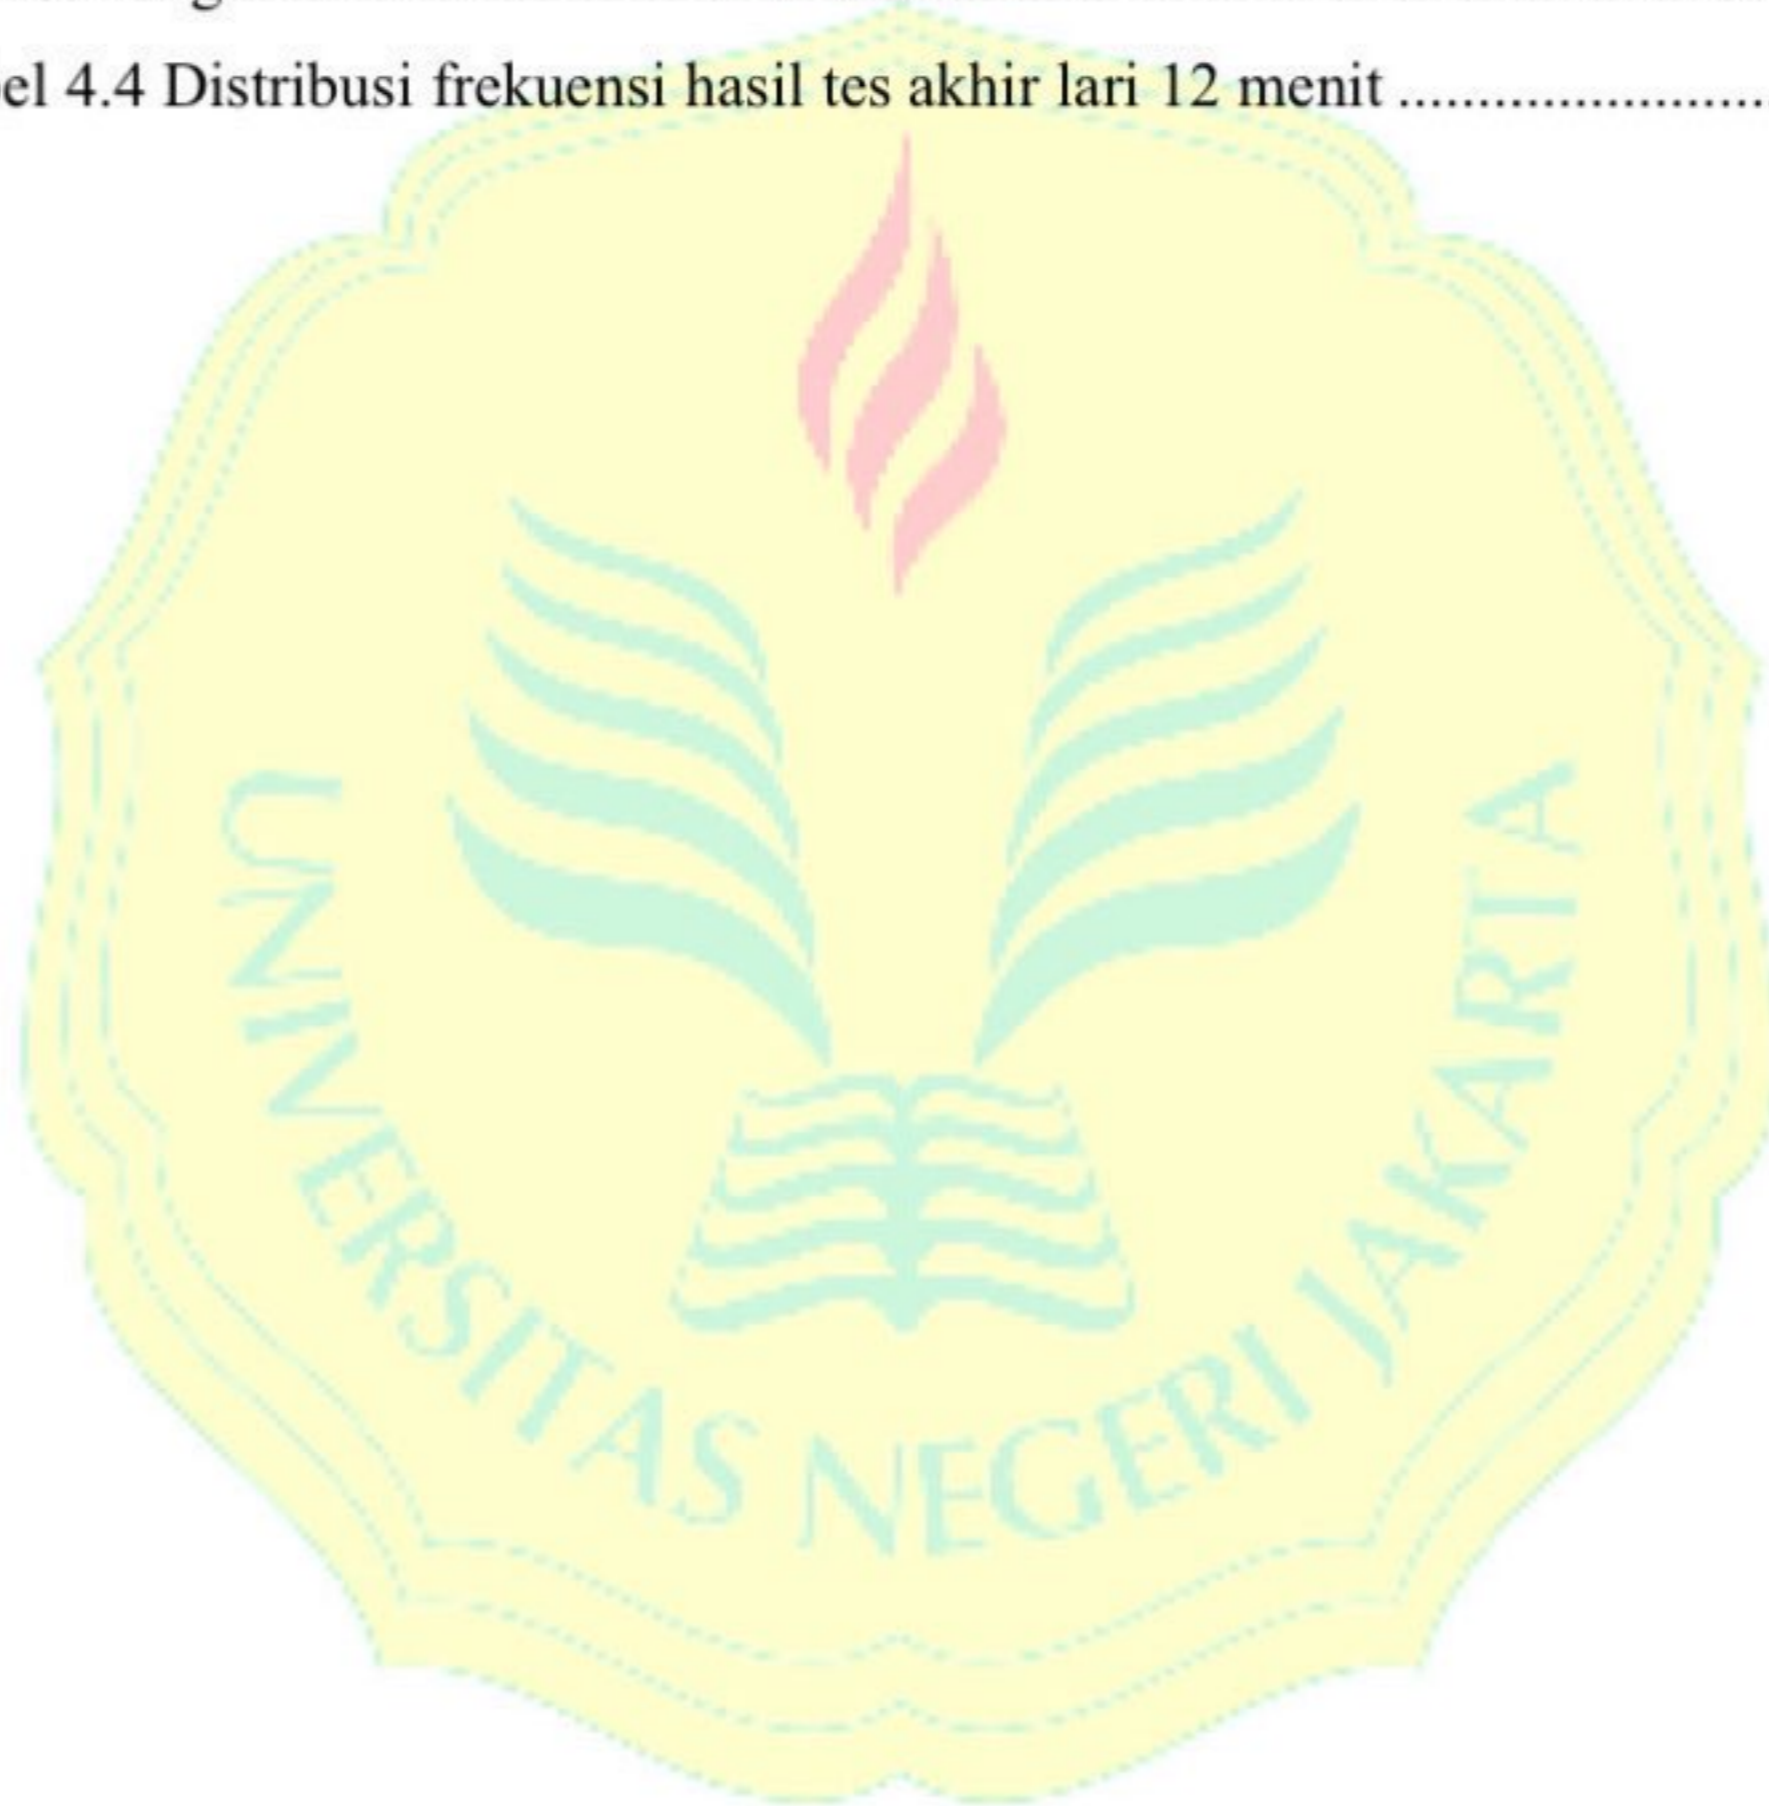 el 4.4 Distribusi frekuensi hasil tes akhir lari 12 menit ........................
UNIVERSITAS NEGERI JAKARTA